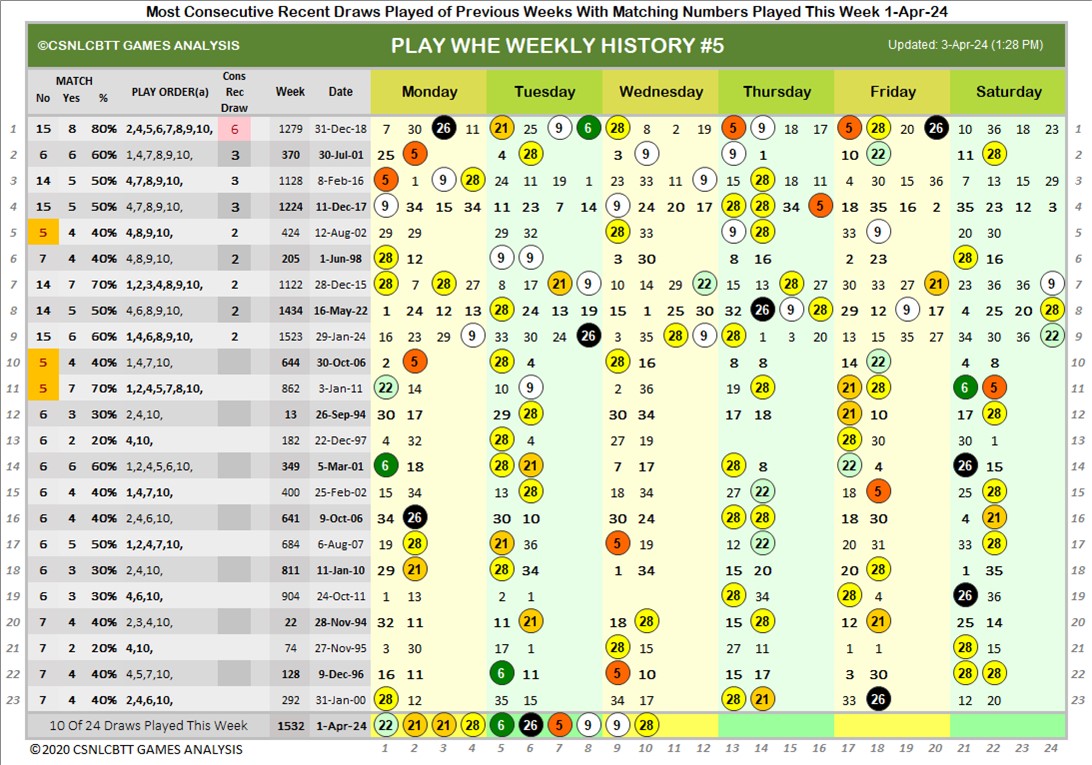 Most Consecutive Recent Draws Played of Previous Weeks With Matching Numbers Played This Week 1-Apr-24
©CSNLCBTT GAMES ANALYSIS PLAY WHE WEEKLY HISTORY #5 Updated: 3-Apr-24 (1:28 PM)
MATCH Cons
No Yes % PLAY ORDER(a) Rec Week Date Monday Tuesday Wednesday Thursday Friday Saturday
Draw
1 15 8 80% 2,4,5,6,7,8,9,10, 6 1279 31-Dec-18 7 30 26 11 21 25 9 6 28 8 2 19 5 9 18 17 5 28 20 26 10 36 18 23 1
2 6 6 60% 1,4,7,8,9,10, 3 370 30-Jul-01 25 5 4 28 3 9 9 1 10 22 11 28 2
3 14 5 50% 4,7,8,9,10, 3 1128 8-Feb-16 5 1 9 28 24 11 19 1 23 33 11 9 15 28 18 11 4 30 15 36 7 13 15 29 3
4 15 5 50% 4,7,8,9,10, 3 1224 11-Dec-17 9 34 15 34 11 23 7 14 9 24 20 17 28 28 34 5 18 35 16 2 35 23 12 3 4
5 5 4 40% 4,8,9,10, 2 424 12-Aug-02 29 29 29 32 28 33 9 28 33 9 20 30 5
6 7 4 40% 4,8,9,10, 2 205 1-Jun-98 28 12 9 9 3 30 8 16 2 23 28 16 6
7 14 7 70% 1,2,3,4,8,9,10, 2 1122 28-Dec-15 28 7 28 27 8 17 21 9 10 14 29 22 15 13 28 27 30 33 27 21 23 36 36 9 7
8 14 5 50% 4,6,8,9,10, 2 1434 16-May-22 1 24 12 13 28 24 13 19 15 1 25 30 32 26 9 28 29 12 9 17 4 25 20 28 8
9 15 6 60% 1,4,6,8,9,10, 2 1523 29-Jan-24 16 23 29 9 33 30 24 26 3 35 28 9 28 1 3 20 13 15 35 27 34 30 36 22 9
10 5 4 40% 1,4,7,10, 644 30-Oct-06 2 5 28 4 28 16 8 8 14 22 4 8 10
11 5 7 70% 1,2,4,5,7,8,10, 862 3-Jan-11 22 14 10 9 2 36 19 28 21 28 6 5 11
12 6 3 30% 2,4,10, 13 26-Sep-94 30 17 29 28 30 34 17 18 21 10 17 28 12
13 6 2 20% 4,10, 182 22-Dec-97 4 32 28 4 27 19 28 30 30 1 13
14 6 6 60% 1,2,4,5,6,10, 349 5-Mar-01 6 18 28 21 7 17 28 8 22 4 26 15 14
15 6 4 40% 1,4,7,10, 400 25-Feb-02 15 34 13 28 18 34 27 22 18 5 25 28 15
16 6 4 40% 2,4,6,10, 641 9-Oct-06 34 26 30 10 30 24 28 28 18 30 4 21 16
17 6 5 50% 1,2,4,7,10, 684 6-Aug-07 19 28 21 36 5 19 12 22 20 31 33 28 17
18 6 3 30% 2,4,10, 811 11-Jan-10 29 21 28 34 1 34 15 20 20 28 1 35 18
19 6 3 30% 4,6,10, 904 24-Oct-11 1 13 2 1 28 34 28 4 26 36 19
20 7 4 40% 2,3,4,10, 22 28-Nov-94 32 11 11 21 18 28 15 28 12 21 25 14 20
21 7 2 20% 4,10, 74 27-Nov-95 3 30 17 1 28 15 27 11 1 1 28 15 21
22 7 4 40% 4,5,7,10, 128 9-Dec-96 16 11 6 11 5 10 15 17 3 30 28 28 22
23 7 4 40% 2,4,6,10, 292 31-Jan-00 28 12 35 15 34 17 28 21 33 26 12 20 23
10 Of 24 Draws Played This Week 1532 1-Apr-24 22 21 21 28 6 26 5 9 9 28
©2020 CSNLCBTT GAMES ANALYSIS 1 2 3 4 5 6 7 8 9 10 11 12 13 14 15 16 17 18 19 20 21 22 23 24